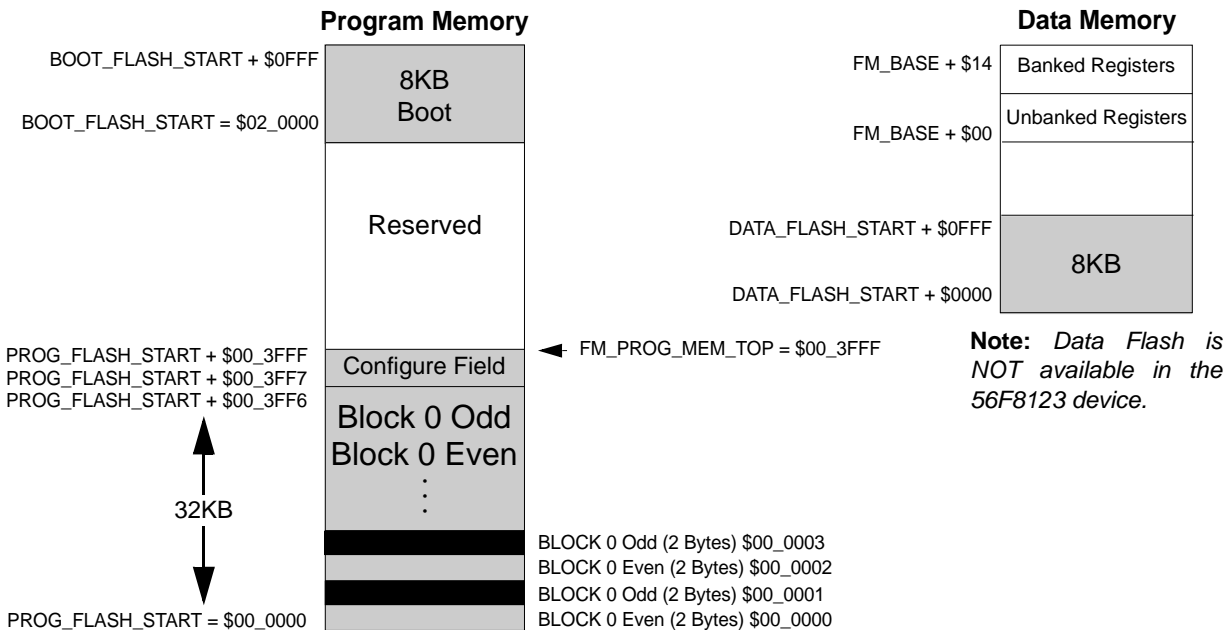 Program Memory
BOOT_FLASH_START + $0FFF
8KB
Boot
BOOT_FLASH_START = $02_0000
Reserved
PROG_FLASH_START + $00_3FFF
PROG_FLASH_START + $00_3FF7
PROG_FLASH_START + $00_3FF6
Configure Field
FM_PROG_MEM_TOP = $00_3FFF
Block 0 Odd
Block 0 Even
32KB
BLOCK 0 Odd (2 Bytes) $00_0003
BLOCK 0 Even (2 Bytes) $00_0002
BLOCK 0 Odd (2 Bytes) $00_0001
BLOCK 0 Even (2 Bytes) $00_0000
PROG_FLASH_START = $00_0000
Data Memory
FM_BASE + $14
Banked Registers
Unbanked Registers
FM_BASE + $00
DATA_FLASH_START + $0FFF
8KB
DATA_FLASH_START + $0000
Note: Data Flash is
NOT available in the
56F8123 device.